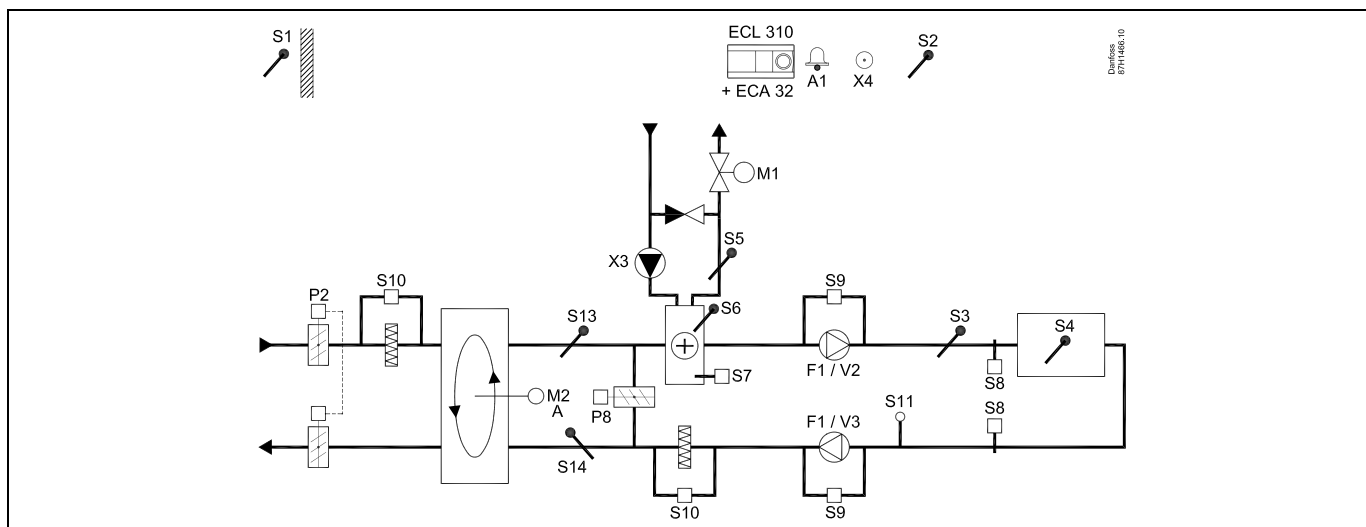 S1
ECL 310
S2
A1
X4
+ ECA 32
Danfoss
87H1466.10
M1
S5
X3
P2
S10
S13
S6
S9
S3
S4
S7
F1 / V2
S8
M2
A
P8
S11
S8
F1 / V3
S14
S10
S9